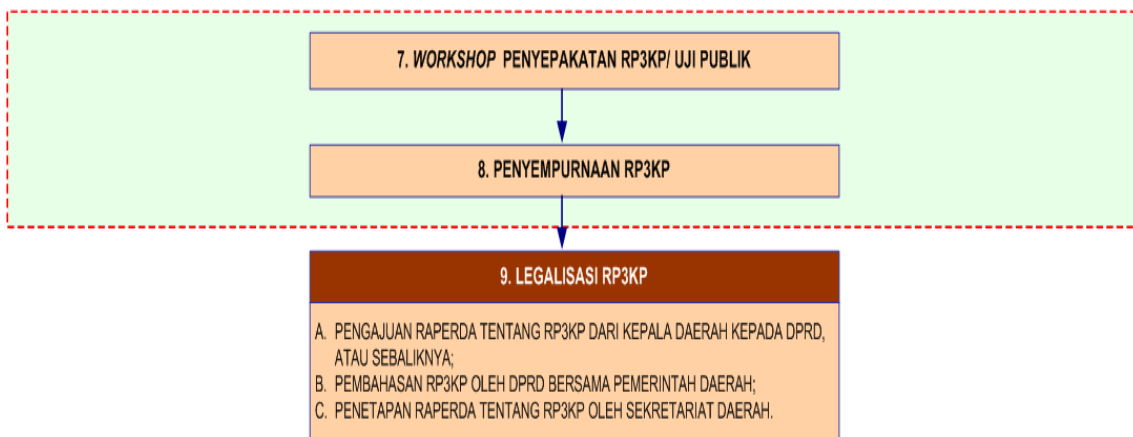 7. WORKSHOP PENYEPAKATAN RP3KP/ UJI PUBLIK
8. PENYEMPURNAAN RP3KP
9. LEGALISASI RP3KP
A. PENGAJUAN RAPERDA TENTANG RP3KP DARI KEPALA DAERAH KEPADA DPRD,
ATAU SEBALIKNYA;
B. PEMBAHASAN RP3KP OLEH DPRD BERSAMA PEMERINTAH DAERAH;
C. PENETAPAN RAPERDA TENTANG RP3KP OLEH SEKRETARIAT DAERAH.